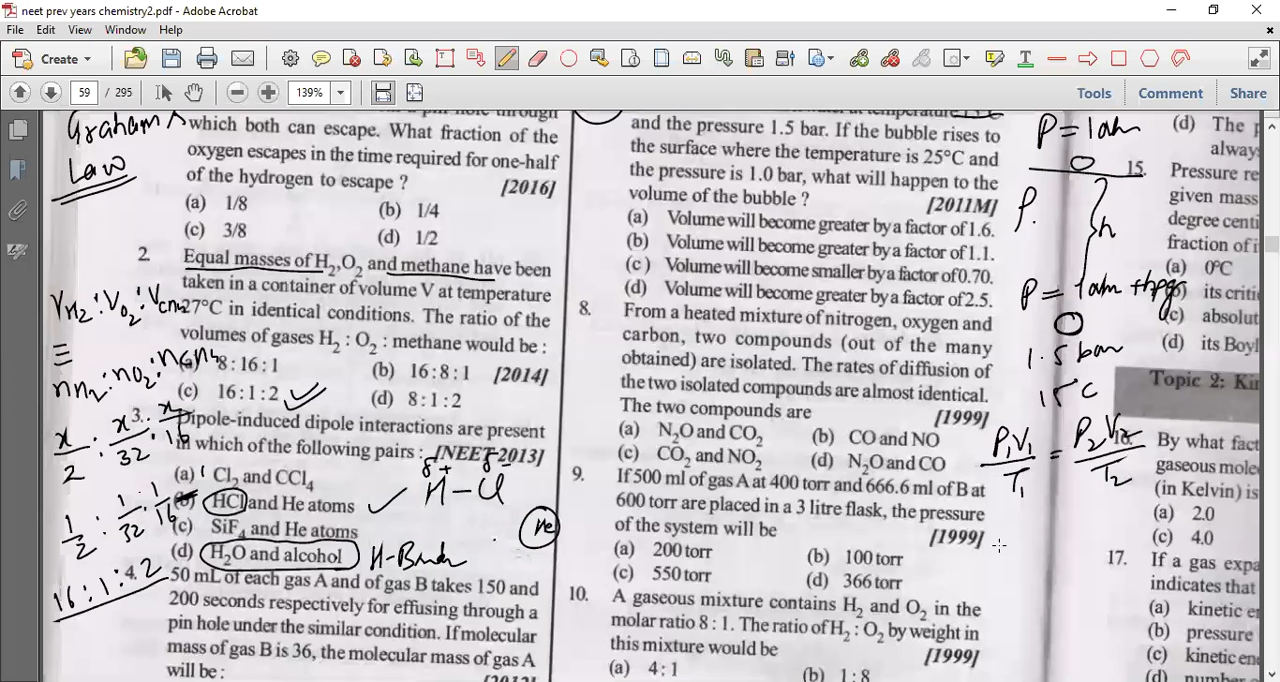 neet prev years chemistry2.pdf - Adobe Acrobat
File Edit View Window Help
Create
59 / 295
139%
Tools Comment Share
Graham's
Law
which both can escape. What fraction of the
oxygen escapes in the time required for one-half
of the hydrogen to escape ? [2016]
(a) 1/8 (b) 1/4
(c) 3/8 (d) 1/2
2. Equal masses of H2,O2 and methane have been
taken in a container of volume V at temperature
27°C in identical conditions. The ratio of the
volumes of gases H2 : O2 : methane would be :
8 : 16 : 1 (b) 16 : 8 : 1 [2014]
(c) 16 : 1 : 2 (d) 8 : 1 : 2
3. Dipole-induced dipole interactions are present
in which of the following pairs : [NEET 2013]
(a) Cl2 and CCl4
(b) HCl and He atoms
(c) SiF4 and He atoms
(d) H2O and alcohol
4. 50 mL of each gas A and of gas B takes 150 and
200 seconds respectively for effusing through a
pin hole under the similar condition. If molecular
mass of gas B is 36, the molecular mass of gas A
will be :
VH2 : VO2 : VCH4
≡
nH2 : nO2 : nCH4
x/2 : x/32 : x/16
1/2 : 1/32 : 1/16
16 : 1 : 2
δ+ δ-
H - Cl
He
and the pressure 1.5 bar. If the bubble rises to
the surface where the temperature is 25°C and
the pressure is 1.0 bar, what will happen to the
volume of the bubble ? [2011M]
(a) Volume will become greater by a factor of 1.6.
(b) Volume will become greater by a factor of 1.1.
(c) Volume will become smaller by a factor of 0.70.
(d) Volume will become greater by a factor of 2.5.
8. From a heated mixture of nitrogen, oxygen and
carbon, two compounds (out of the many
obtained) are isolated. The rates of diffusion of
the two isolated compounds are almost identical.
The two compounds are [1999]
(a) N2O and CO2 (b) CO and NO
(c) CO2 and NO2 (d) N2O and CO
9. If 500 ml of gas A at 400 torr and 666.6 ml of B at
600 torr are placed in a 3 litre flask, the pressure
of the system will be [1999]
(a) 200 torr (b) 100 torr
(c) 550 torr (d) 366 torr
10. A gaseous mixture contains H2 and O2 in the
molar ratio 8 : 1. The ratio of H2 : O2 by weight in
this mixture would be [1999]
(a) 4 : 1 (b) 1 : 8
P = 1 atm
P.
h
P = 1 atm + hρg
1.5 bar
15°C
P1V1/T1 = P2V2/T2
(d) The
15. Pressure re
given mass
degree centi
fraction of i
(a) 0°C
(b) its criti
(c) absolut
(d) its Boyl
Topic 2: Ki
By what fact
gaseous mole
(in Kelvin) is
(a) 2.0
(c) 4.0
17. If a gas expa
indicates that
(a) kinetic e
(b) pressure
(c) kinetic en
(d) number